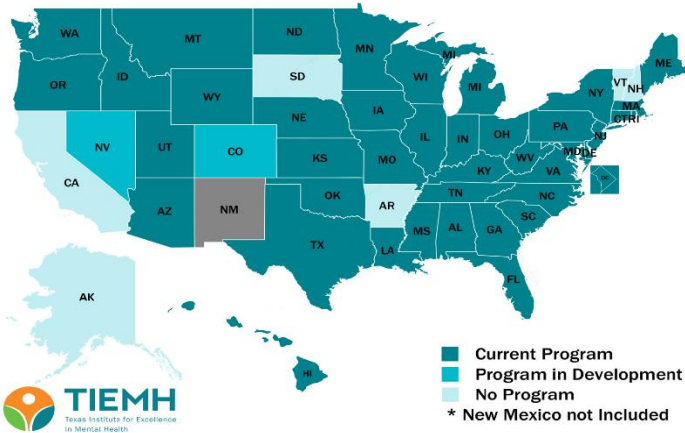 WA
MT
ND
MN
MI
ME
OR
ID
SD
WI
MI
VT
NH
NY
MA
WY
CT
RI
NE
IA
PA
NJ
NV
UT
CO
IL
IN
OH
MD
DE
CA
KS
MO
WV
VA
KY
DC
AZ
NM
OK
AR
TN
NC
SC
TX
MS
AL
GA
LA
FL
AK
HI
Current Program
Program in Development
No Program
* New Mexico not Included
TIEMH
Texas Institute for Excellence
in Mental Health